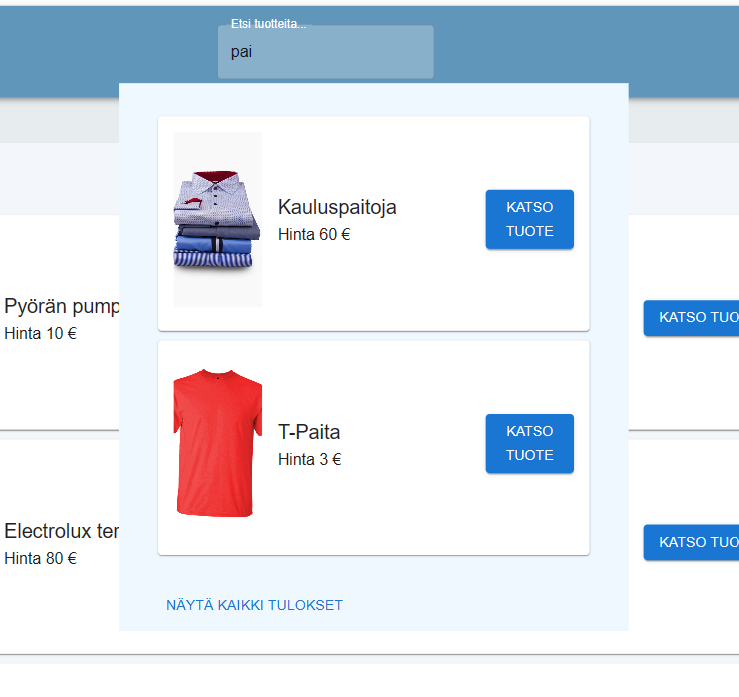 Etsi tuotteita...
pai
Kauluspaitoja
Hinta 60 €
KATSO
TUOTE
Pyörän pump
Hinta 10 €
KATSO TUO
T-Paita
Hinta 3 €
KATSO
TUOTE
Electrolux ter
Hinta 80 €
KATSO TUO
NÄYTÄ KAIKKI TULOKSET